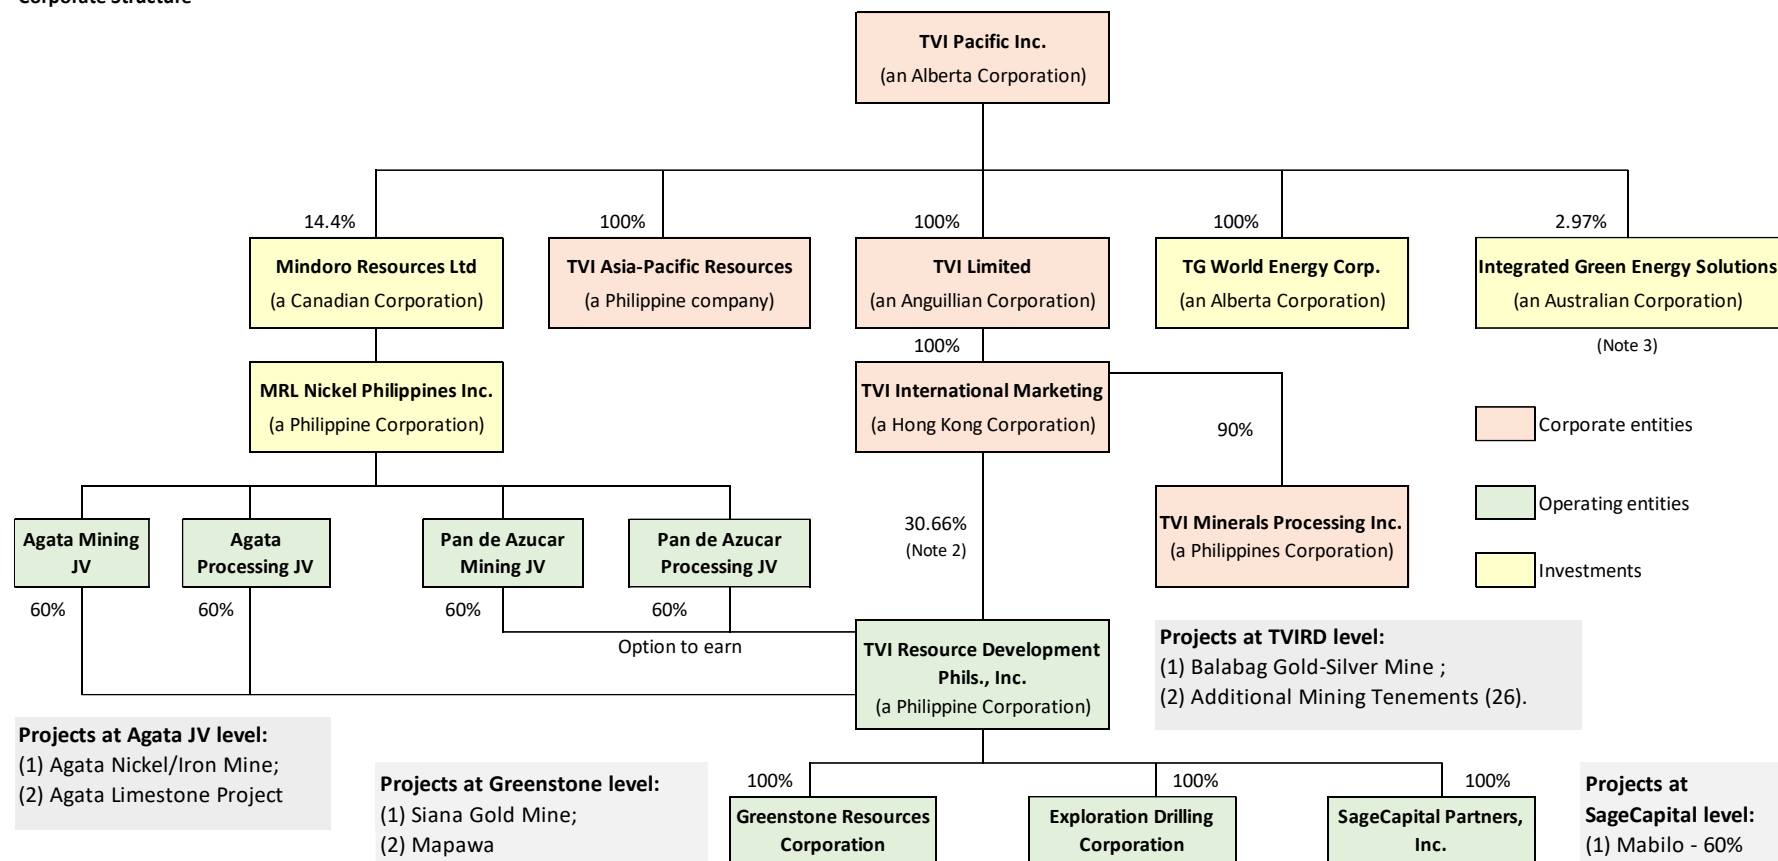 Corporate Structure
TVI Pacific Inc.
(an Alberta Corporation)
14.4%
100%
100%
100%
2.97%
Mindoro Resources Ltd
(a Canadian Corporation)
TVI Asia-Pacific Resources
(a Philippine company)
TVI Limited
(an Anguillian Corporation)
TG World Energy Corp.
(an Alberta Corporation)
Integrated Green Energy Solutions
(an Australian Corporation)
(Note 3)
100%
MRL Nickel Philippines Inc.
(a Philippine Corporation)
TVI International Marketing
(a Hong Kong Corporation)
90%
Corporate entities
Operating entities
Investments
Agata Mining
JV
Agata
Processing JV
Pan de Azucar
Mining JV
Pan de Azucar
Processing JV
30.66%
(Note 2)
TVI Minerals Processing Inc.
(a Philippines Corporation)
60%
60%
60%
60%
Option to earn
TVI Resource Development
Phils., Inc.
(a Philippine Corporation)
Projects at TVIRD level:
(1) Balabag Gold-Silver Mine ;
(2) Additional Mining Tenements (26).
Projects at Agata JV level:
(1) Agata Nickel/Iron Mine;
(2) Agata Limestone Project
Projects at Greenstone level:
(1) Siana Gold Mine;
(2) Mapawa
100%
100%
100%
Greenstone Resources
Corporation
Exploration Drilling
Corporation
SageCapital Partners,
Inc.
Projects at
SageCapital level:
(1) Mabilo - 60%